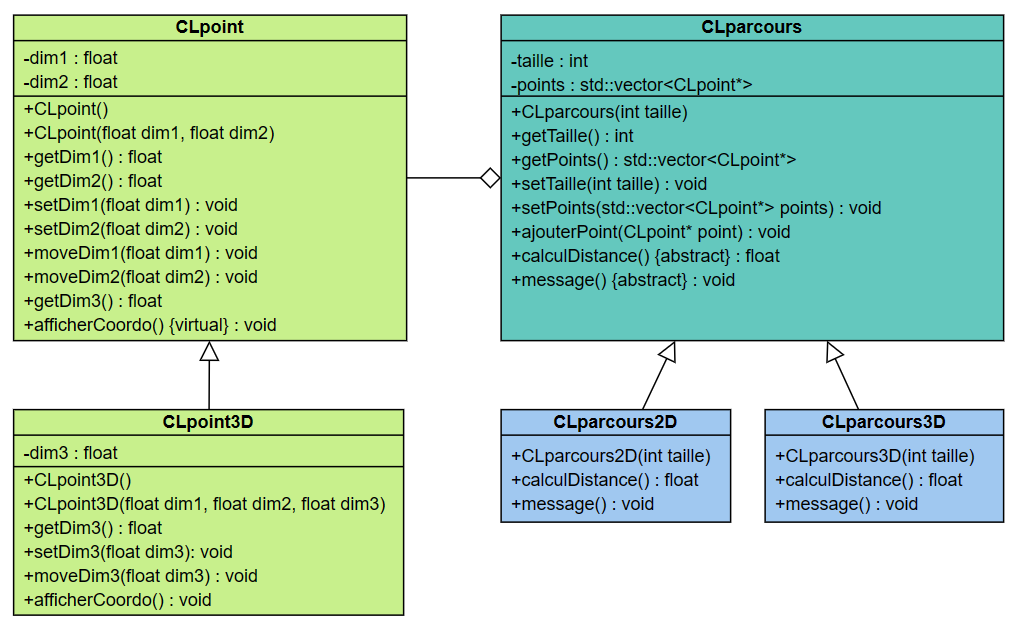 CLpoint
-dim1 : float
-dim2 : float
+CLpoint()
+CLpoint(float dim1, float dim2)
+getDim1() : float
+getDim2() : float
+setDim1(float dim1) : void
+setDim2(float dim2) : void
+moveDim1(float dim1) : void
+moveDim2(float dim2) : void
+getDim3() : float
+afficherCoordo() {virtual} : void
CLparcours
-taille : int
-points : std::vector<CLpoint*>
+CLparcours(int taille)
+getTaille() : int
+getPoints() : std::vector<CLpoint*>
+setTaille(int taille) : void
+setPoints(std::vector<CLpoint*> points) : void
+ajouterPoint(CLpoint* point) : void
+calculDistance() {abstract} : float
+message() {abstract} : void
CLpoint3D
-dim3 : float
+CLpoint3D()
+CLpoint3D(float dim1, float dim2, float dim3)
+getDim3() : float
+setDim3(float dim3): void
+moveDim3(float dim3) : void
+afficherCoordo() : void
CLparcours2D
+CLparcours2D(int taille)
+calculDistance() : float
+message() : void
CLparcours3D
+CLparcours3D(int taille)
+calculDistance() : float
+message() : void